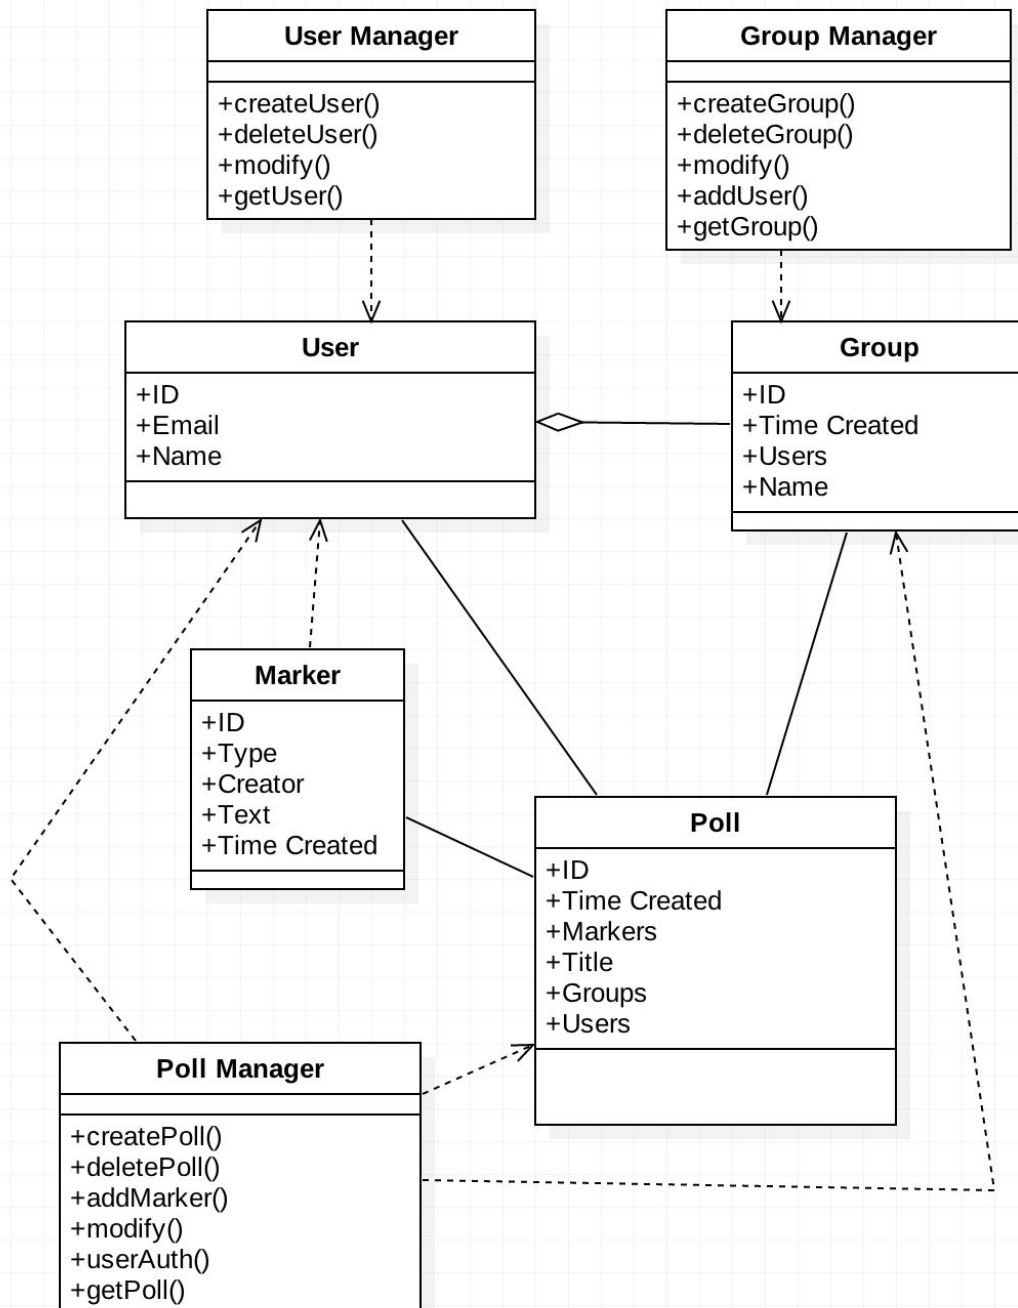 User Manager
+createUser()
+deleteUser()
+modify()
+getUser()
Group Manager
+createGroup()
+deleteGroup()
+modify()
+addUser()
+getGroup()
User
+ID
+Email
+Name
Group
+ID
+Time Created
+Users
+Name
Marker
+ID
+Type
+Creator
+Text
+Time Created
Poll
+ID
+Time Created
+Markers
+Title
+Groups
+Users
Poll Manager
+createPoll()
+deletePoll()
+addMarker()
+modify()
+userAuth()
+getPoll()